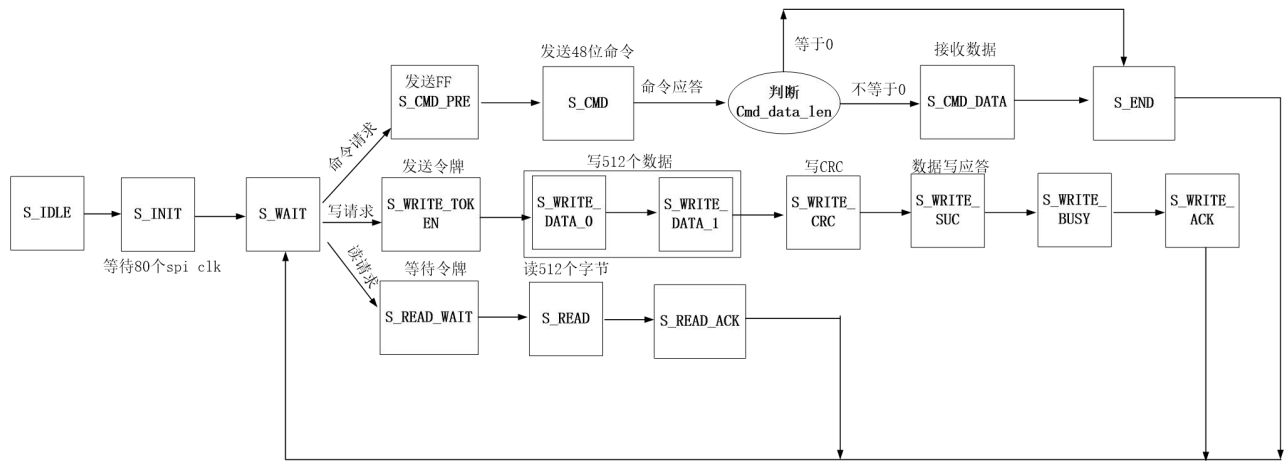 等于0
发送48位命令
接收数据
发送FF
S_CMD_PRE
S_CMD
命令应答
判断
Cmd_data_len
不等于0
S_CMD_DATA
S_END
命令请求
发送令牌
写512个数据
写CRC
数据写应答
S_IDLE
S_INIT
S_WAIT
写请求
S_WRITE_TOK
EN
S_WRITE_
DATA_0
S_WRITE_
DATA_1
S_WRITE_
CRC
S_WRITE_
SUC
S_WRITE_
BUSY
S_WRITE_
ACK
等待80个spi clk
读请求
等待令牌
读512个字节
S_READ_WAIT
S_READ
S_READ_ACK